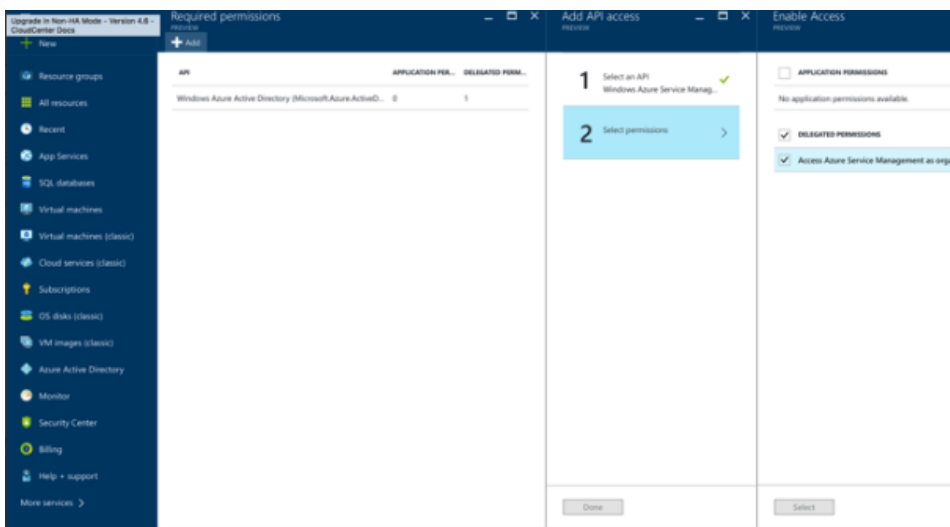 Upgrade in Non-HA Mode - Version 4.8 -
CloudCenter Docs
New
Resource groups
All resources
Recent
App Services
SQL databases
Virtual machines
Virtual machines (classic)
Cloud services (classic)
Subscriptions
OS disks (classic)
VM images (classic)
Azure Active Directory
Monitor
Security Center
Billing
Help + support
More services
Required permissions
PREVIEW
Add
API APPLICATION PER... DELEGATED PERM...
Windows Azure Active Directory (Microsoft.Azure.ActiveD... 0 1
Add API access
PREVIEW
1 Select an API
Windows Azure Service Manag...
2 Select permissions
Done
Enable Access
PREVIEW
APPLICATION PERMISSIONS
No application permissions available.
DELEGATED PERMISSIONS
Access Azure Service Management as orga
Select